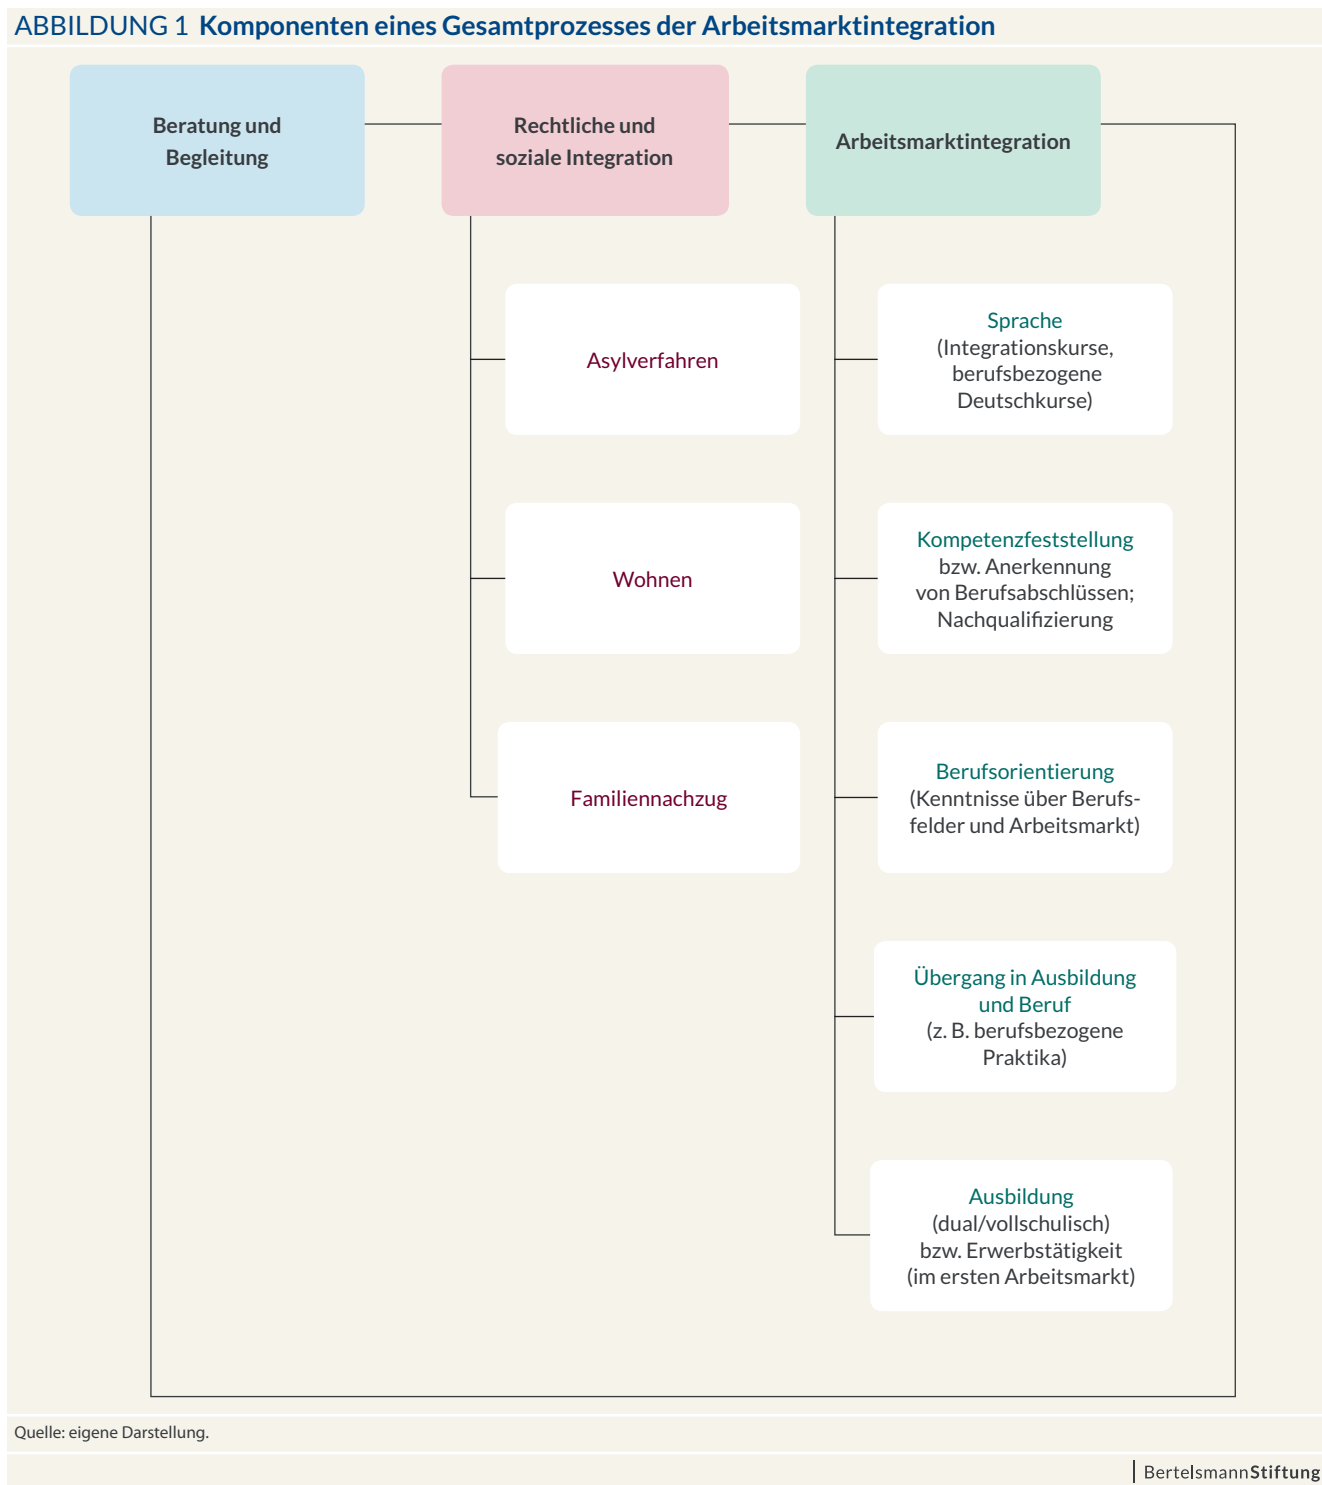 ABBILDUNG 1 Komponenten eines Gesamtprozesses der Arbeitsmarktintegration
Beratung und
Begleitung
Rechtliche und
soziale Integration
Arbeitsmarktintegration
Asylverfahren
Wohnen
Familiennachzug
Sprache
(Integrationskurse,
berufsbezogene
Deutschkurse)
Kompetenzfeststellung
bzw. Anerkennung
von Berufsabschlüssen;
Nachqualifizierung
Berufsorientierung
(Kenntnisse über Berufs-
felder und Arbeitsmarkt)
Übergang in Ausbildung
und Beruf
(z. B. berufsbezogene
Praktika)
Ausbildung
(dual/vollschulisch)
bzw. Erwerbstätigkeit
(im ersten Arbeitsmarkt)
Quelle: eigene Darstellung.
BertelsmannStiftung